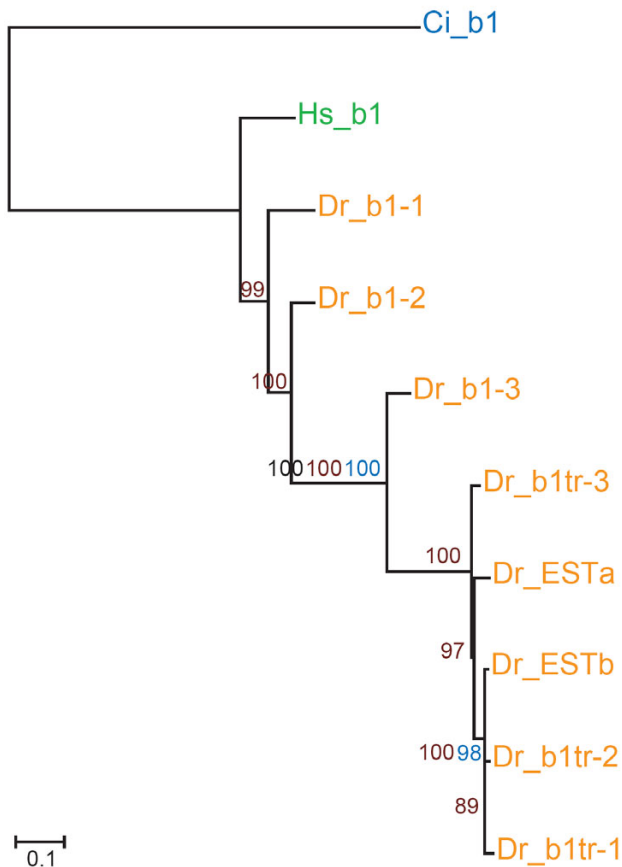 Ci_b1
Hs_b1
Dr_b1-1
99
Dr_b1-2
100
Dr_b1-3
100 100 100
Dr_b1tr-3
100
Dr_ESTa
97
Dr_ESTb
100 98 Dr_b1tr-2
89
Dr_b1tr-1
0.1